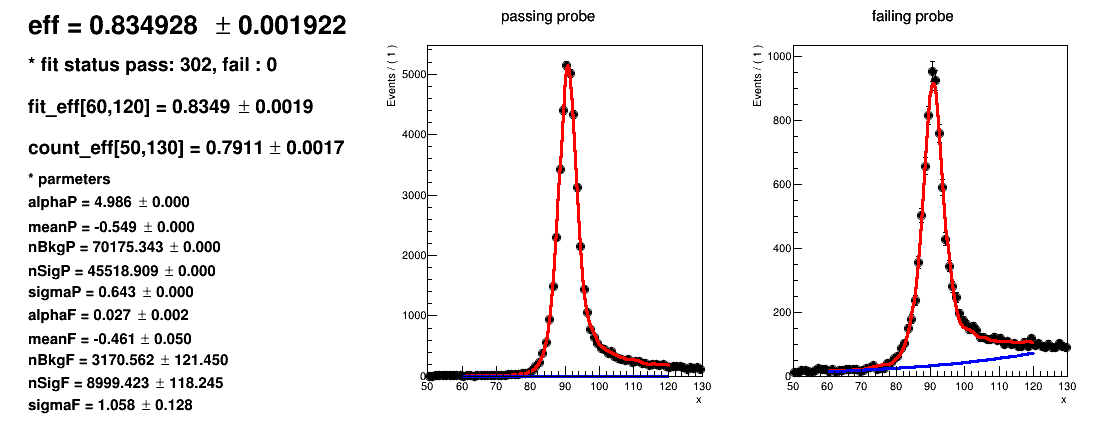 eff = 0.834928 ± 0.001922
* fit status pass: 302, fail : 0
fit_eff[60,120] = 0.8349 ± 0.0019
count_eff[50,130] = 0.7911 ± 0.0017
* parmeters
alphaP = 4.986 ± 0.000
meanP = -0.549 ± 0.000
nBkgP = 70175.343 ± 0.000
nSigP = 45518.909 ± 0.000
sigmaP = 0.643 ± 0.000
alphaF = 0.027 ± 0.002
meanF = -0.461 ± 0.050
nBkgF = 3170.562 ± 121.450
nSigF = 8999.423 ± 118.245
sigmaF = 1.058 ± 0.128
passing probe
Events / ( 1 )
5000
4000
3000
2000
1000
0
50 60 70 80 90 100 110 120 130
x
failing probe
Events / ( 1 )
1000
800
600
400
200
0
50 60 70 80 90 100 110 120 130
x